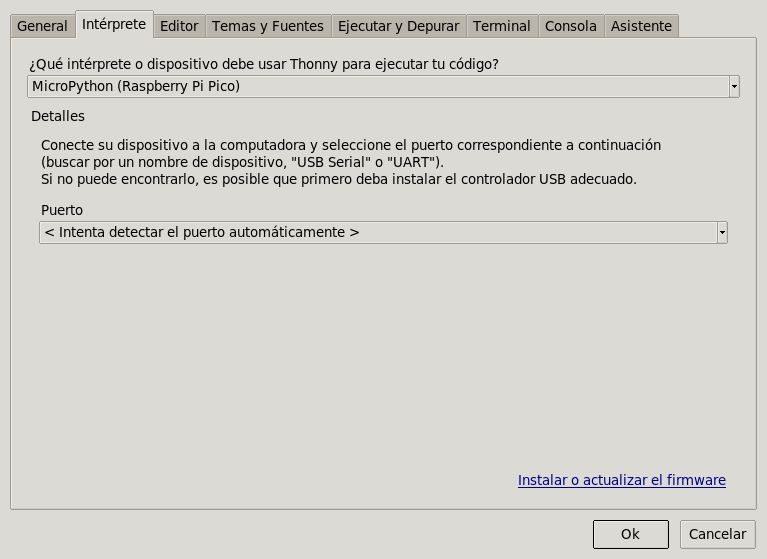 General Intérprete Editor Temas y Fuentes Ejecutar y Depurar Terminal Consola Asistente
¿Qué intérprete o dispositivo debe usar Thonny para ejecutar tu código?
MicroPython (Raspberry Pi Pico)
Detalles
Conecte su dispositivo a la computadora y seleccione el puerto correspondiente a continuación
(buscar por un nombre de dispositivo, "USB Serial" o "UART").
Si no puede encontrarlo, es posible que primero deba instalar el controlador USB adecuado.
Puerto
< Intenta detectar el puerto automáticamente >
Instalar o actualizar el firmware
Ok Cancelar